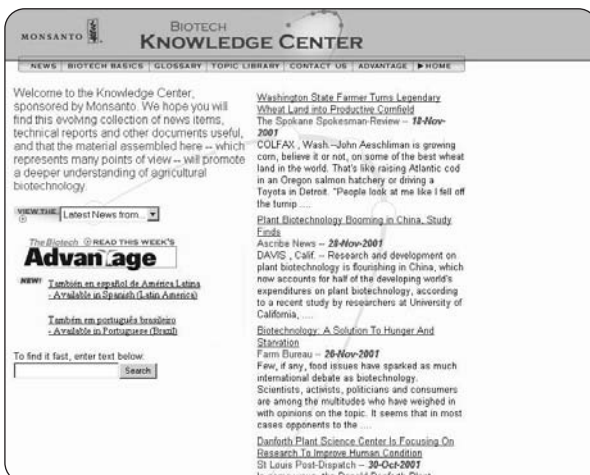 MONSANTO
BIOTECH
KNOWLEDGE CENTER
NEWS BIOTECH BASICS GLOSSARY TOPIC LIBRARY CONTACT US ADVANTAGE ▶HOME
Welcome to the Knowledge Center,
sponsored by Monsanto. We hope you will
find this evolving collection of news items,
technical reports and other documents useful,
and that the material assembled here -- which
represents many points of view -- will promote
a deeper understanding of agricultural
biotechnology.
VIEW THE Latest News from...
The Biotech READ THIS WEEK'S
Advantage
NEW! También en español de América Latina
- Available in Spanish (Latin America)
Também em português brasileiro
- Available in Portuguese (Brazil)
To find it fast, enter text below:
Search
Washington State Farmer Turns Legendary
Wheat Land into Productive Cornfield
The Spokane Spokesman-Review -- 18-Nov-
2001
COLFAX , Wash.--John Aeschliman is growing
corn, believe it or not, on some of the best wheat
land in the world. That's like raising Atlantic cod
in an Oregon salmon hatchery or driving a
Toyota in Detroit. "People look at me like I fell off
the turnip ....
Plant Biotechnology Booming in China, Study
Finds
Ascribe News -- 28-Nov-2001
DAVIS , Calif. -- Research and development on
plant biotechnology is flourishing in China, which
now accounts for half of the developing world's
expenditures on plant biotechnology, according
to a recent study by researchers at University of
California, ....
Biotechnology: A Solution To Hunger And
Starvation
Farm Bureau -- 26-Nov-2001
Few, if any, food issues have sparked as much
international debate as biotechnology.
Scientists, activists, politicians and consumers
are among the multitudes who have weighed in
with opinions on the topic. It seems that in most
cases opponents to the ....
Danforth Plant Science Center Is Focusing On
Research To Improve Human Condition
St Louis Post-Dispatch -- 30-Oct-2001